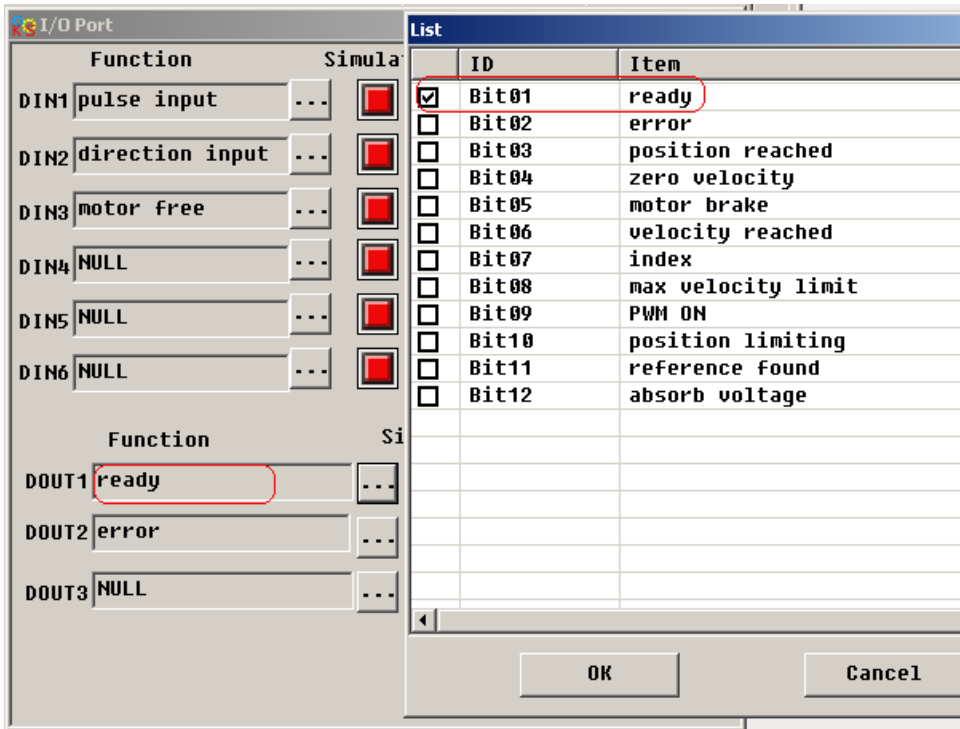 I/O Port
Function Simula
DIN1 pulse input ...
DIN2 direction input ...
DIN3 motor free ...
DIN4 NULL ...
DIN5 NULL ...
DIN6 NULL ...
Function Si
DOUT1 ready ...
DOUT2 error ...
DOUT3 NULL ...
List
ID Item
Bit01 ready
Bit02 error
Bit03 position reached
Bit04 zero velocity
Bit05 motor brake
Bit06 velocity reached
Bit07 index
Bit08 max velocity limit
Bit09 PWM ON
Bit10 position limiting
Bit11 reference found
Bit12 absorb voltage
OK Cancel